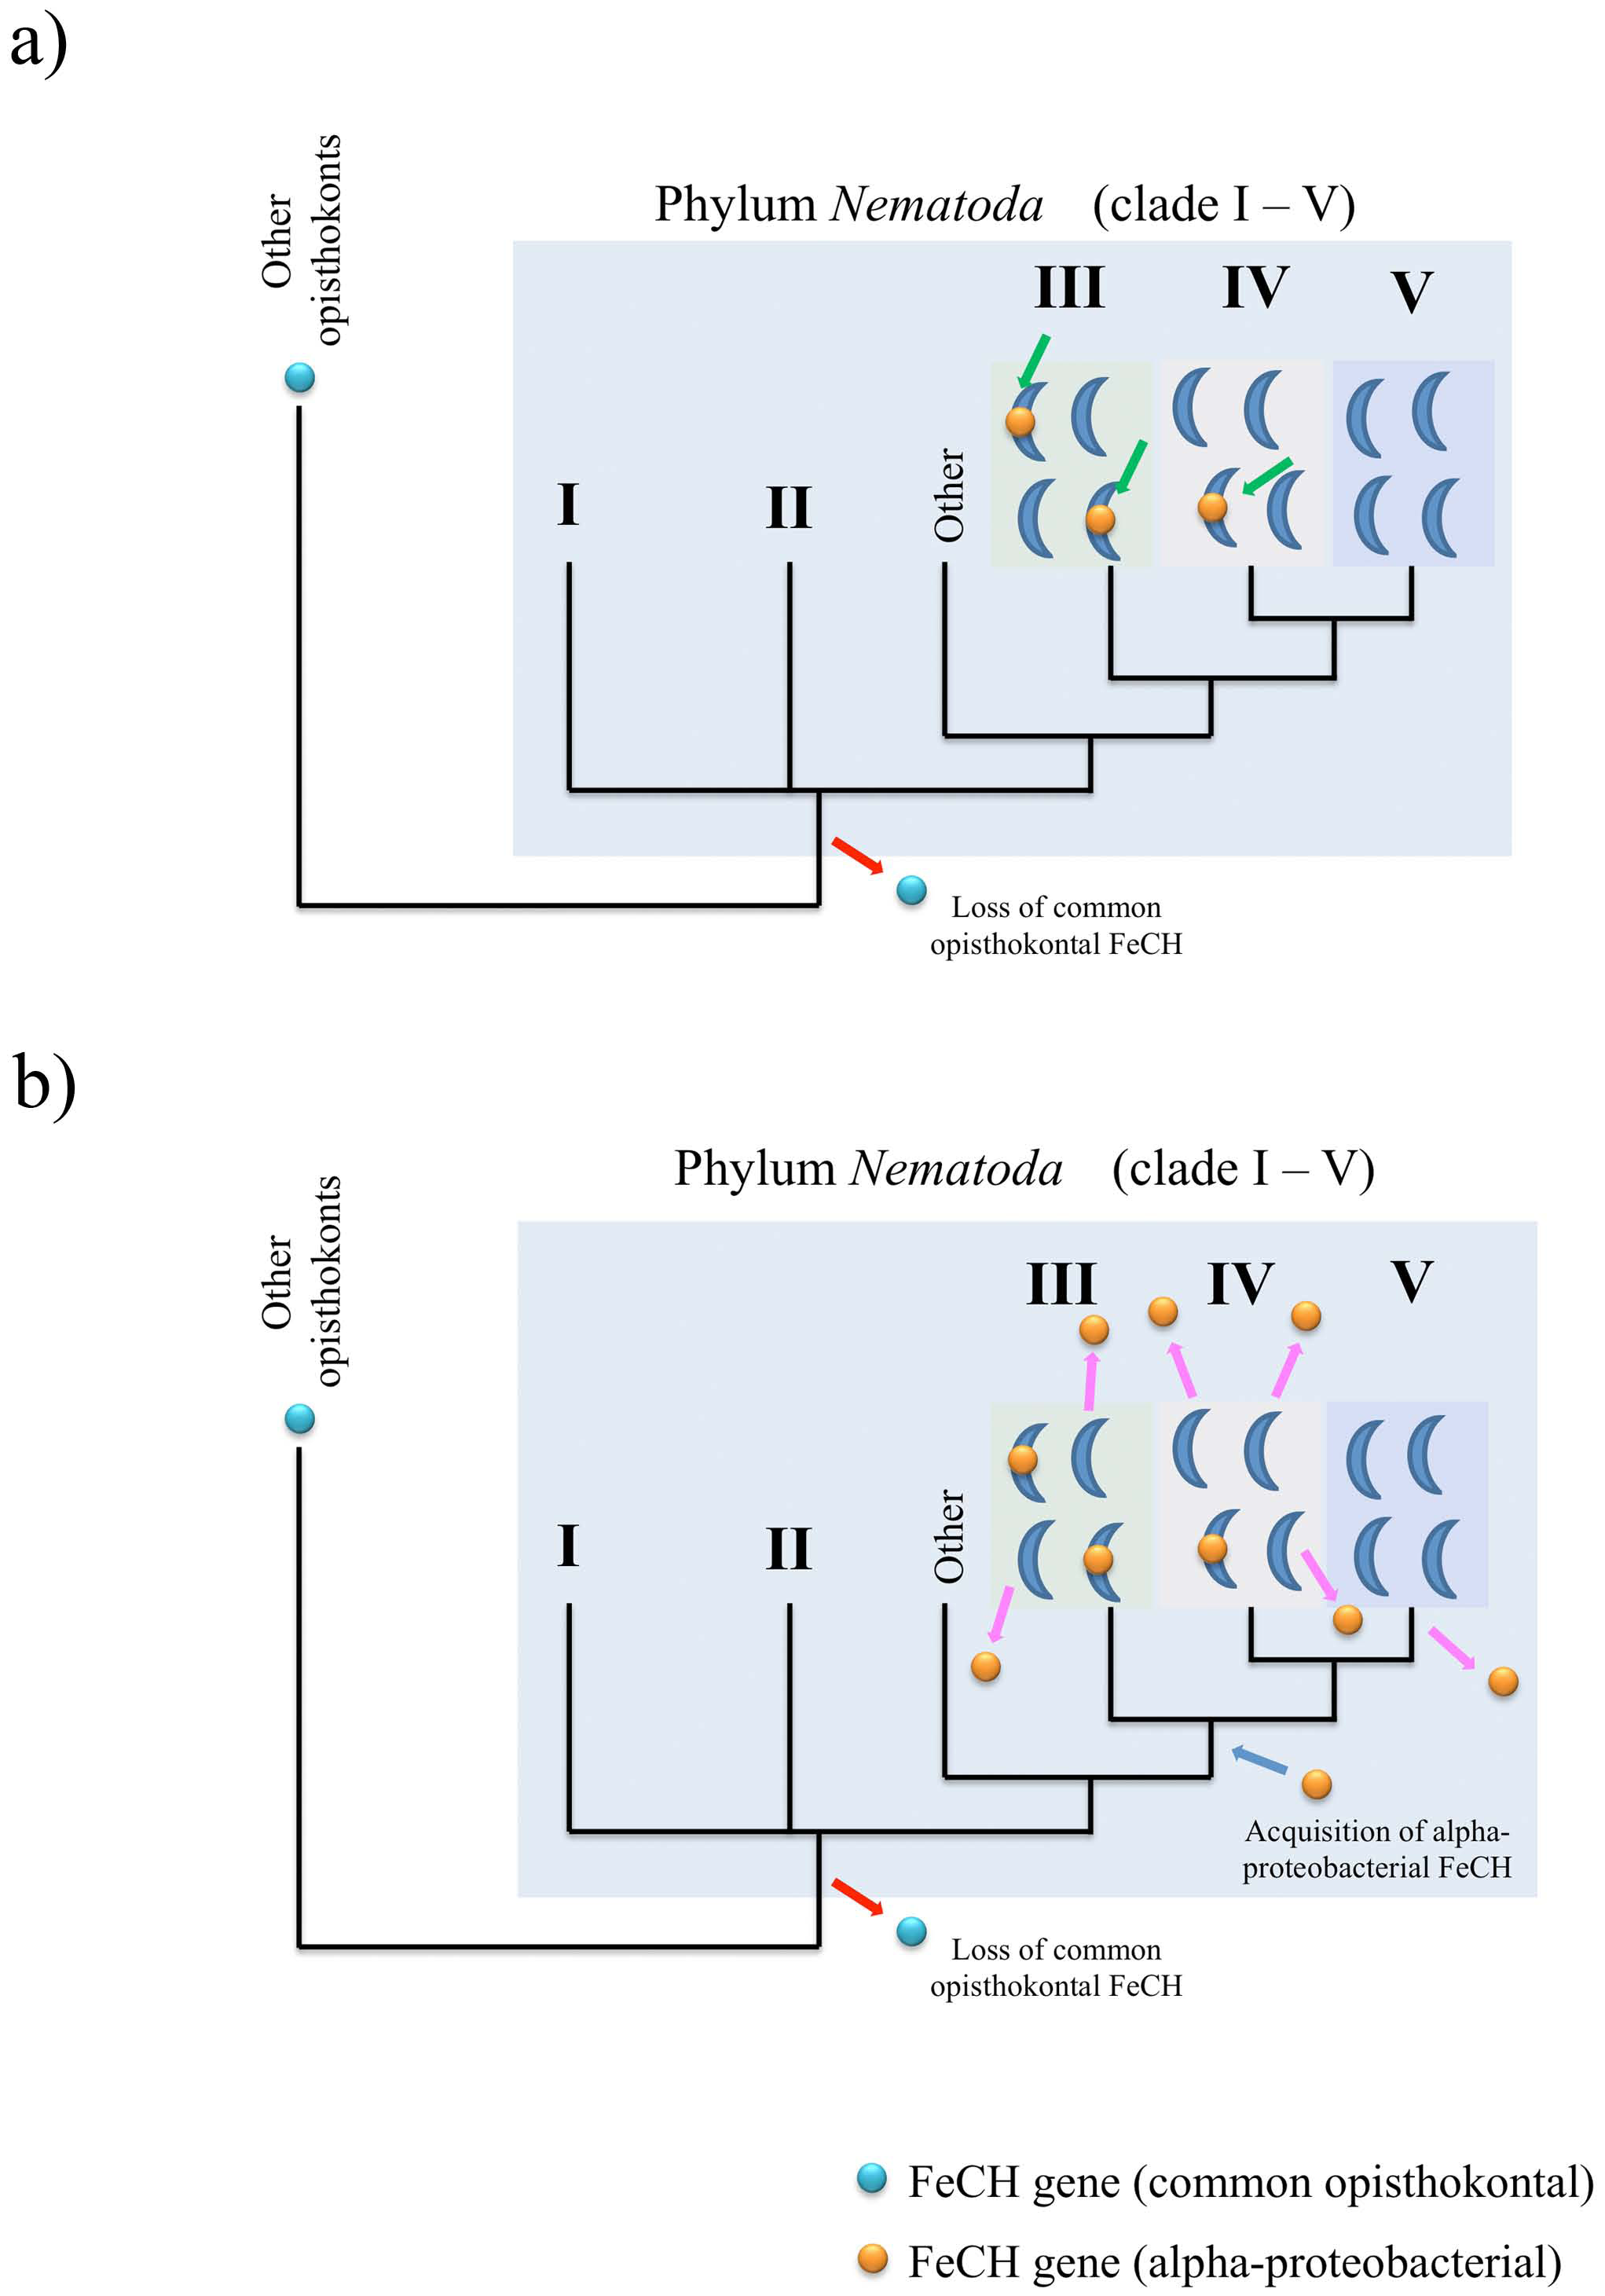 a)
Other
opisthokonts
Phylum Nematoda (clade I – V)
III IV V
I II Other
Loss of common
opisthokontal FeCH
b)
Other
opisthokonts
Phylum Nematoda (clade I – V)
III IV V
I II Other
Acquisition of alpha-
proteobacterial FeCH
Loss of common
opisthokontal FeCH
FeCH gene (common opisthokontal)
FeCH gene (alpha-proteobacterial)